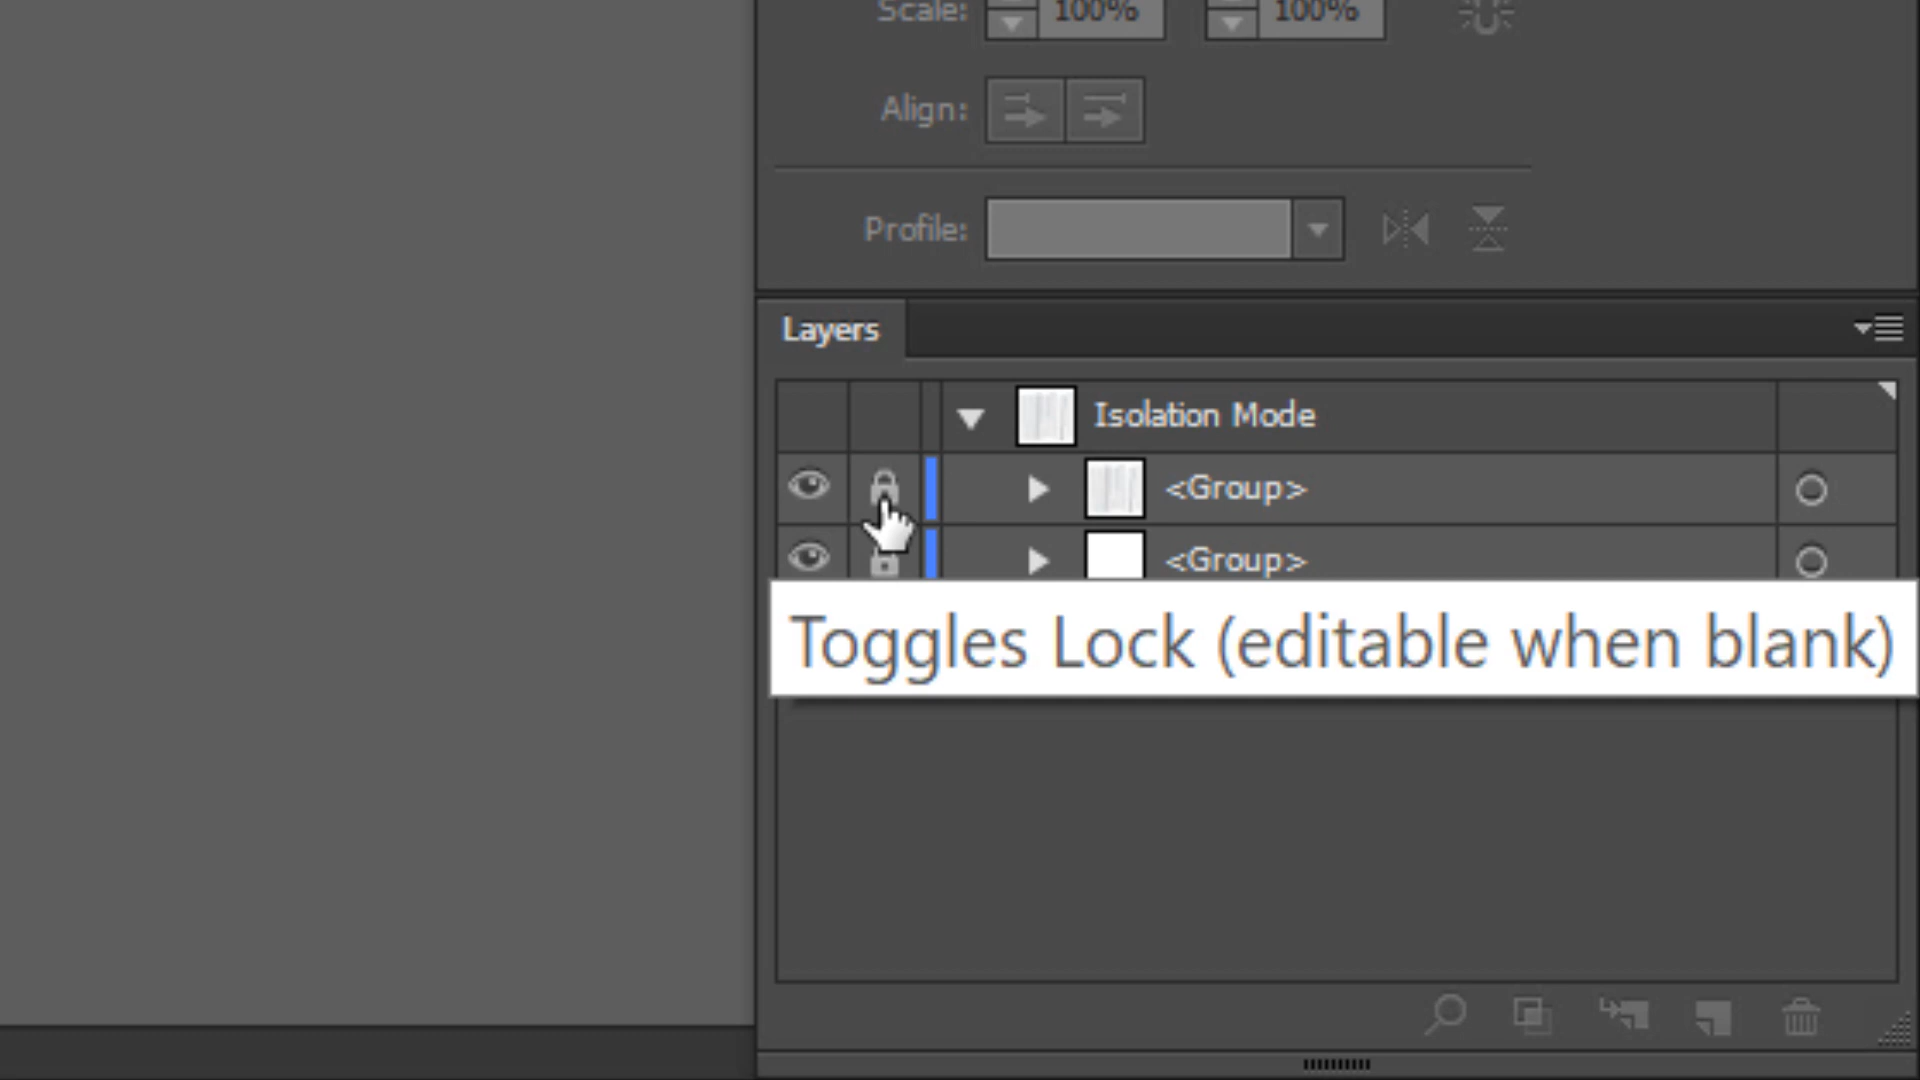 Scale: 100% 100%
Align:
Profile:
Layers
Isolation Mode
<Group>
<Group>
Toggles Lock (editable when blank)